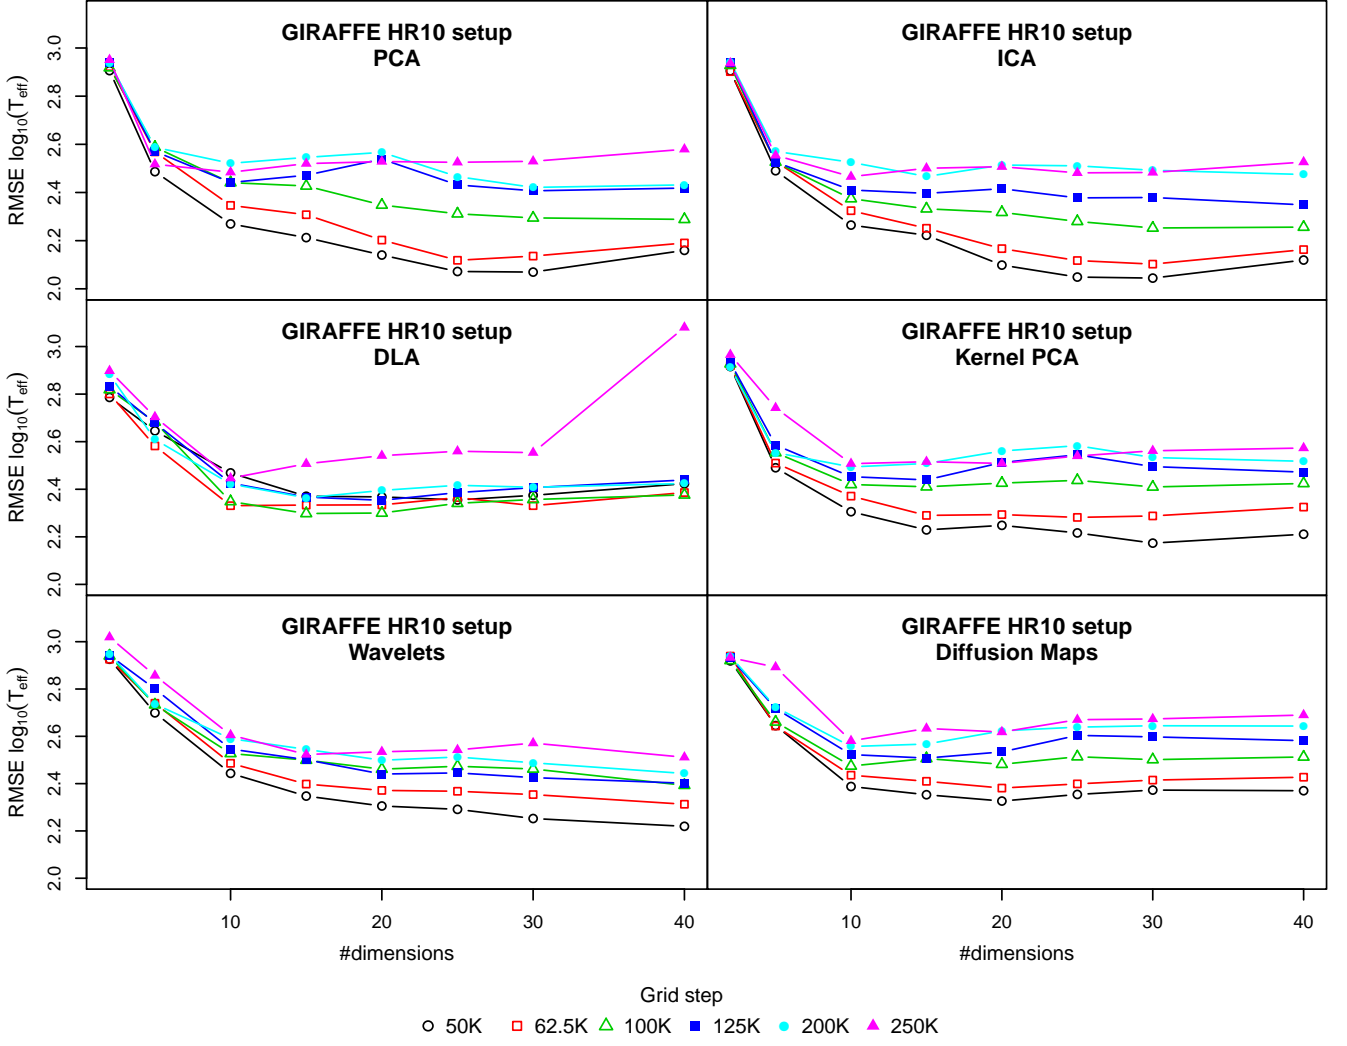 GIRAFFE HR10 setup
PCA
GIRAFFE HR10 setup
ICA
RMSE log10(Teff)
3.0
2.8
2.6
2.4
2.2
2.0
GIRAFFE HR10 setup
DLA
GIRAFFE HR10 setup
Kernel PCA
RMSE log10(Teff)
3.0
2.8
2.6
2.4
2.2
2.0
GIRAFFE HR10 setup
Wavelets
GIRAFFE HR10 setup
Diffusion Maps
RMSE log10(Teff)
3.0
2.8
2.6
2.4
2.2
2.0
10 20 30 40 10 20 30 40
#dimensions #dimensions
Grid step
50K 62.5K 100K 125K 200K 250K